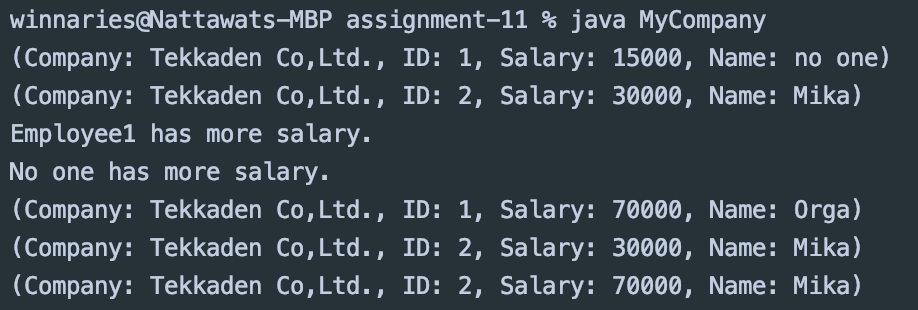 winnaries@Nattawats-MBP assignment-11 % java MyCompany
(Company: Tekkaden Co,Ltd., ID: 1, Salary: 15000, Name: no one)
(Company: Tekkaden Co,Ltd., ID: 2, Salary: 30000, Name: Mika)
Employee1 has more salary.
No one has more salary.
(Company: Tekkaden Co,Ltd., ID: 1, Salary: 70000, Name: Orga)
(Company: Tekkaden Co,Ltd., ID: 2, Salary: 30000, Name: Mika)
(Company: Tekkaden Co,Ltd., ID: 2, Salary: 70000, Name: Mika)